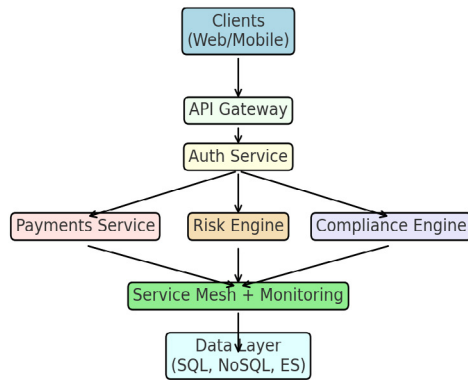 Clients
(Web/Mobile)
API Gateway
Auth Service
Payments Service
Risk Engine
Compliance Engine
Service Mesh + Monitoring
Data Layer
(SQL, NoSQL, ES)